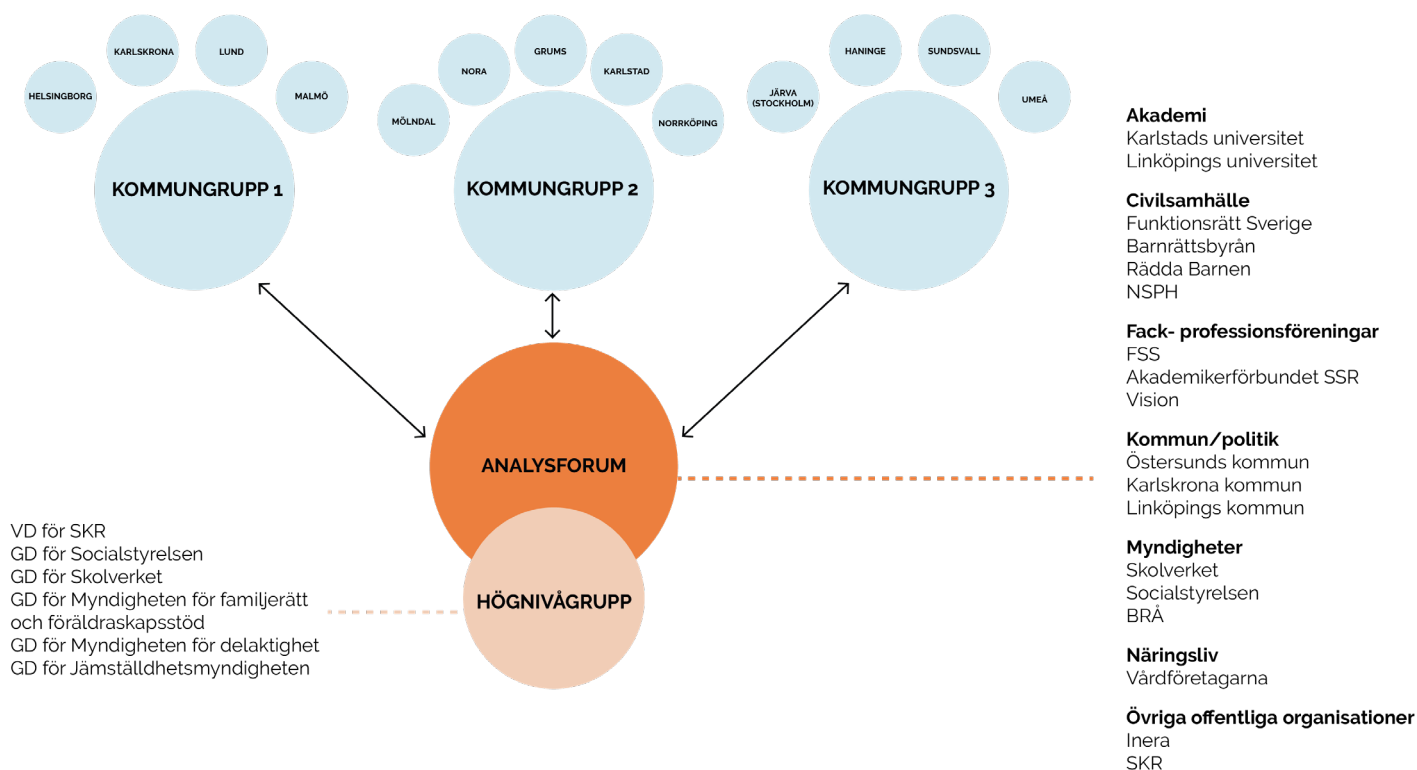 HELSINGBORG
KARLSKRONA
LUND
MALMÖ
KOMMUNGRUPP 1
MÖLNDAL
NORA
GRUMS
KARLSTAD
NORRKÖPING
KOMMUNGRUPP 2
JÄRVA
(STOCKHOLM)
HANINGE
SUNDSVALL
UMEÅ
KOMMUNGRUPP 3
ANALYSFORUM
HÖGNIVÅGRUPP
VD för SKR
GD för Socialstyrelsen
GD för Skolverket
GD för Myndigheten för familjerätt
och föräldraskapsstöd
GD för Myndigheten för delaktighet
GD för Jämställdhetsmyndigheten
Akademi
Karlstads universitet
Linköpings universitet
Civilsamhälle
Funktionsrätt Sverige
Barnrättsbyrån
Rädda Barnen
NSPH
Fack- professionsföreningar
FSS
Akademikerförbundet SSR
Vision
Kommun/politik
Östersunds kommun
Karlskrona kommun
Linköpings kommun
Myndigheter
Skolverket
Socialstyrelsen
BRÅ
Näringsliv
Vårdföretagarna
Övriga offentliga organisationer
Inera
SKR